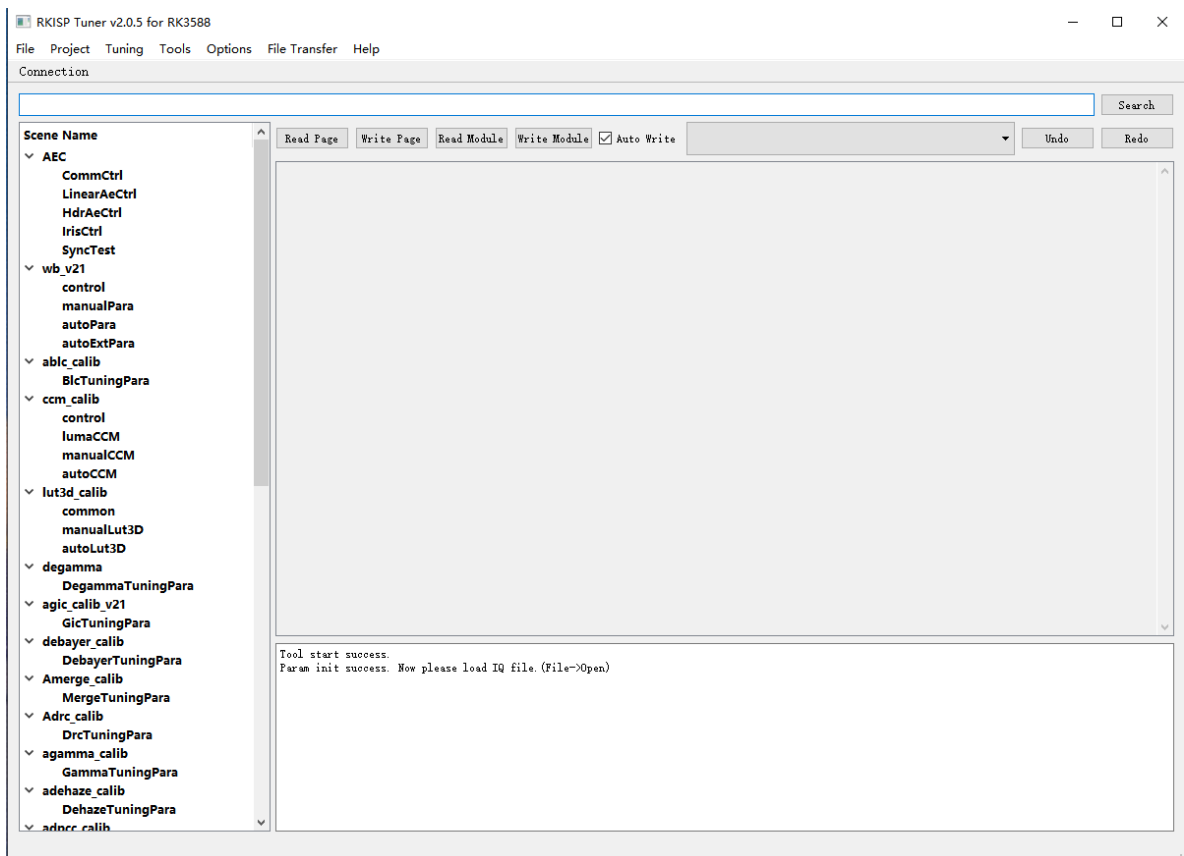 RKISP Tuner v2.0.5 for RK3588
File Project Tuning Tools Options File Transfer Help
Connection
Search
Scene Name
AEC
CommCtrl
LinearAeCtrl
HdrAeCtrl
IrisCtrl
SyncTest
wb_v21
control
manualPara
autoPara
autoExtPara
ablc_calib
BlcTuningPara
ccm_calib
control
lumaCCM
manualCCM
autoCCM
lut3d_calib
common
manualLut3D
autoLut3D
degamma
DegammaTuningPara
agic_calib_v21
GicTuningPara
debayer_calib
DebayerTuningPara
Amerge_calib
MergeTuningPara
Adrc_calib
DrcTuningPara
agamma_calib
GammaTuningPara
adehaze_calib
DehazeTuningPara
adpcc_calib
Read Page Write Page Read Module Write Module Auto Write Undo Redo
Tool start success.
Param init success. Now please load IQ file.(File->Open)